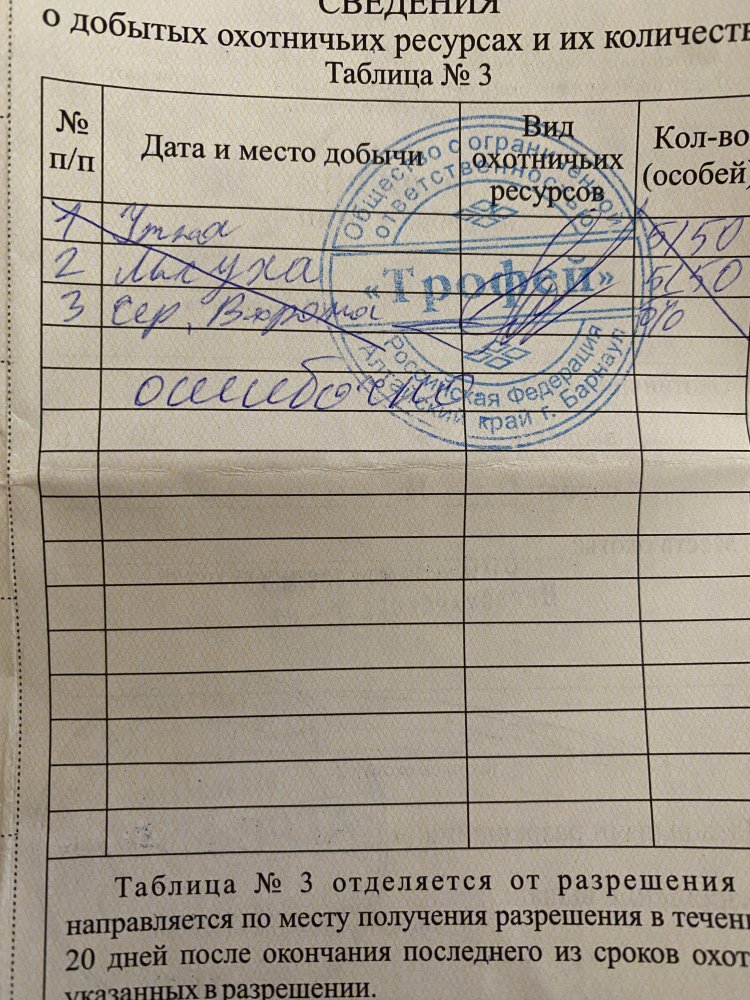 СВЕДЕНИЯ
о добытых охотничьих ресурсах и их количеств
Таблица № 3
№ п/п
Дата и место добычи
Вид охотничьих ресурсов
Кол-во (особей)
1 Утка 5/50
2 Лысуха 5/50
3 Сер. Ворона
ошибочно
Общество с ограниченной
ответственностью
«Трофей»
Российская Федерация
Алтайский край г. Барнаул
Таблица № 3 отделяется от разрешения
направляется по месту получения разрешения в течени
20 дней после окончания последнего из сроков охот
указанных в разрешении.